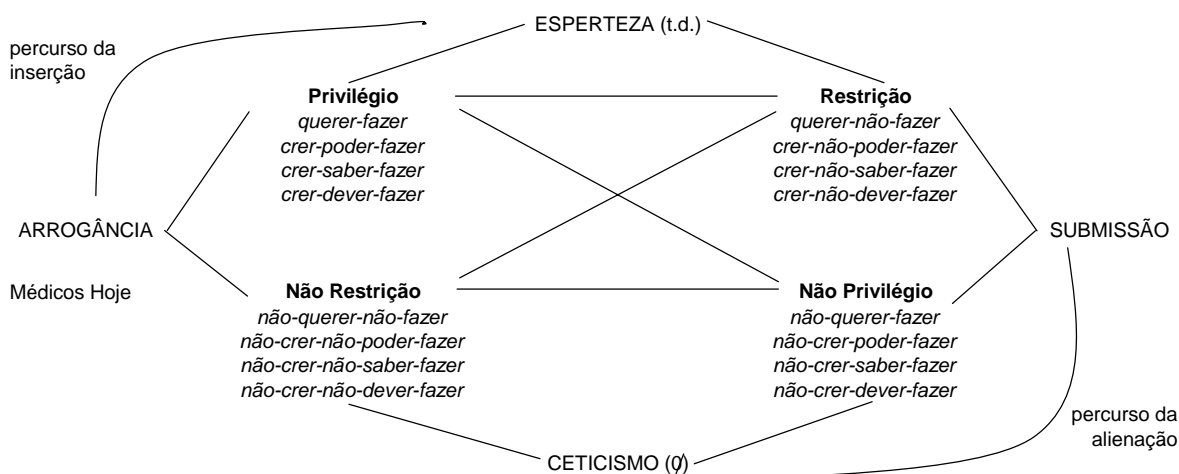 ESPERTEZA (t.d.)
percurso da
inserção
Privilégio
querer-fazer
crer-poder-fazer
crer-saber-fazer
crer-dever-fazer
Restrição
querer-não-fazer
crer-não-poder-fazer
crer-não-saber-fazer
crer-não-dever-fazer
ARROGÂNCIA
SUBMISSÃO
Médicos Hoje
Não Restrição
não-querer-não-fazer
não-crer-não-poder-fazer
não-crer-não-saber-fazer
não-crer-não-dever-fazer
Não Privilégio
não-querer-fazer
não-crer-poder-fazer
não-crer-saber-fazer
não-crer-dever-fazer
percurso da
alienação
CETICISMO (0)